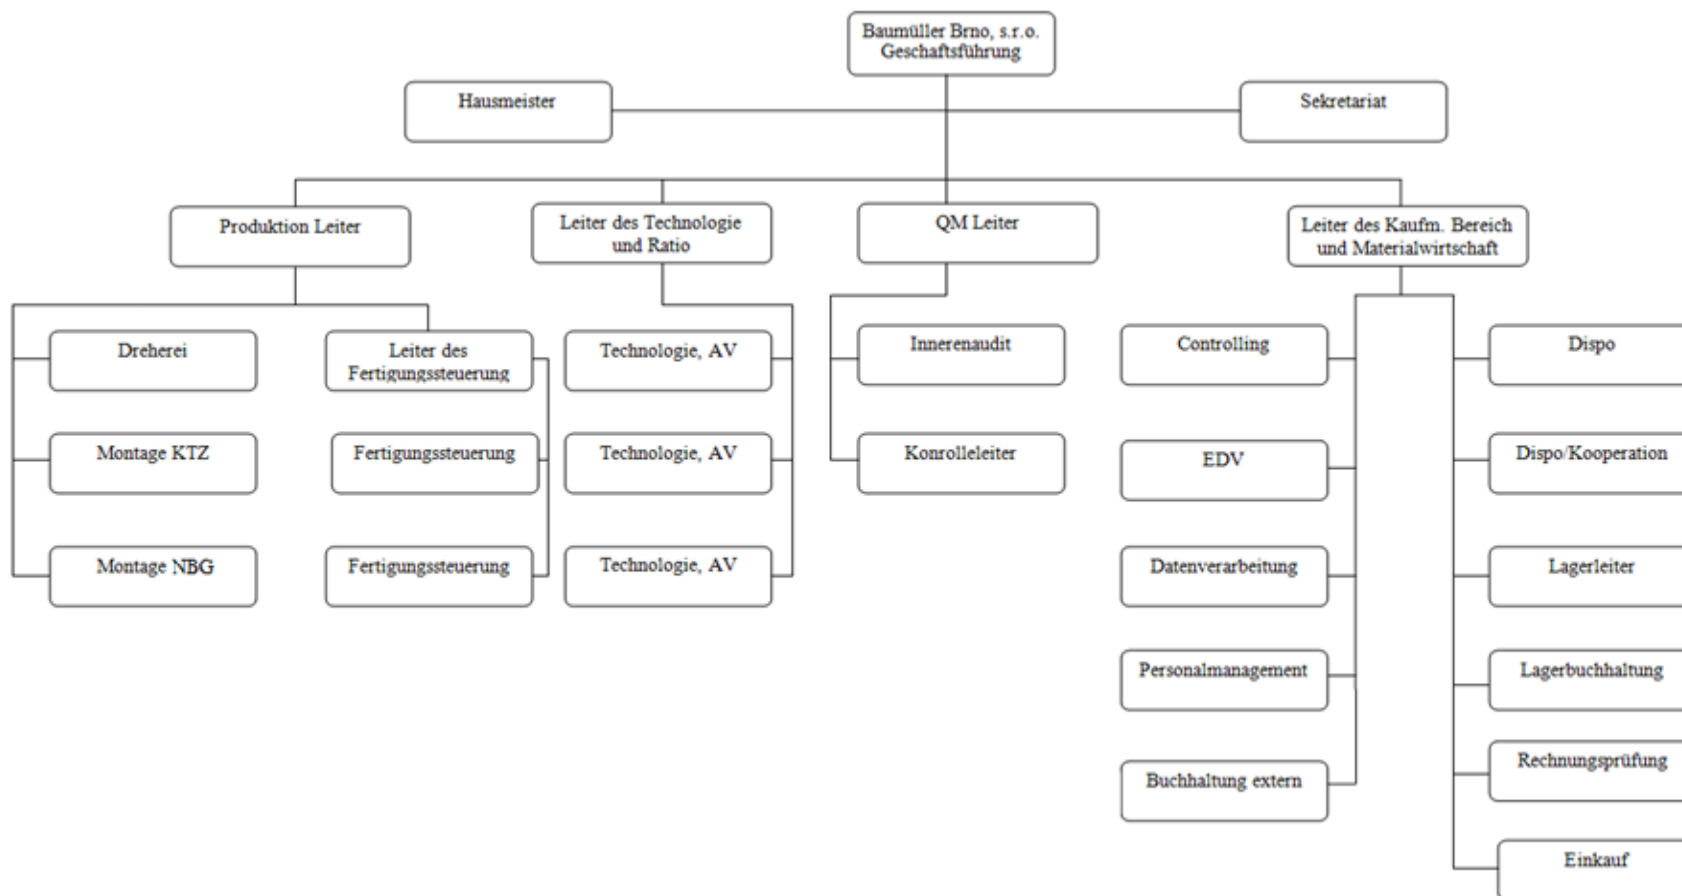 Baumüller Brno, s.r.o.
Geschaftsführung
Hausmeister
Sekretariat
Produktion Leiter
Leiter des Technologie
und Ratio
QM Leiter
Leiter des Kaufm. Bereich
und Materialwirtschaft
Dreherei
Leiter des
Fertigungssteuerung
Technologie, AV
Innerenaudit
Controlling
Dispo
Montage KTZ
Fertigungssteuerung
Technologie, AV
Konrolleleiter
EDV
Dispo/Kooperation
Montage NBG
Fertigungssteuerung
Technologie, AV
Datenverarbeitung
Lagerleiter
Personalmanagement
Lagerbuchhaltung
Buchhaltung extern
Rechnungsprüfung
Einkauf